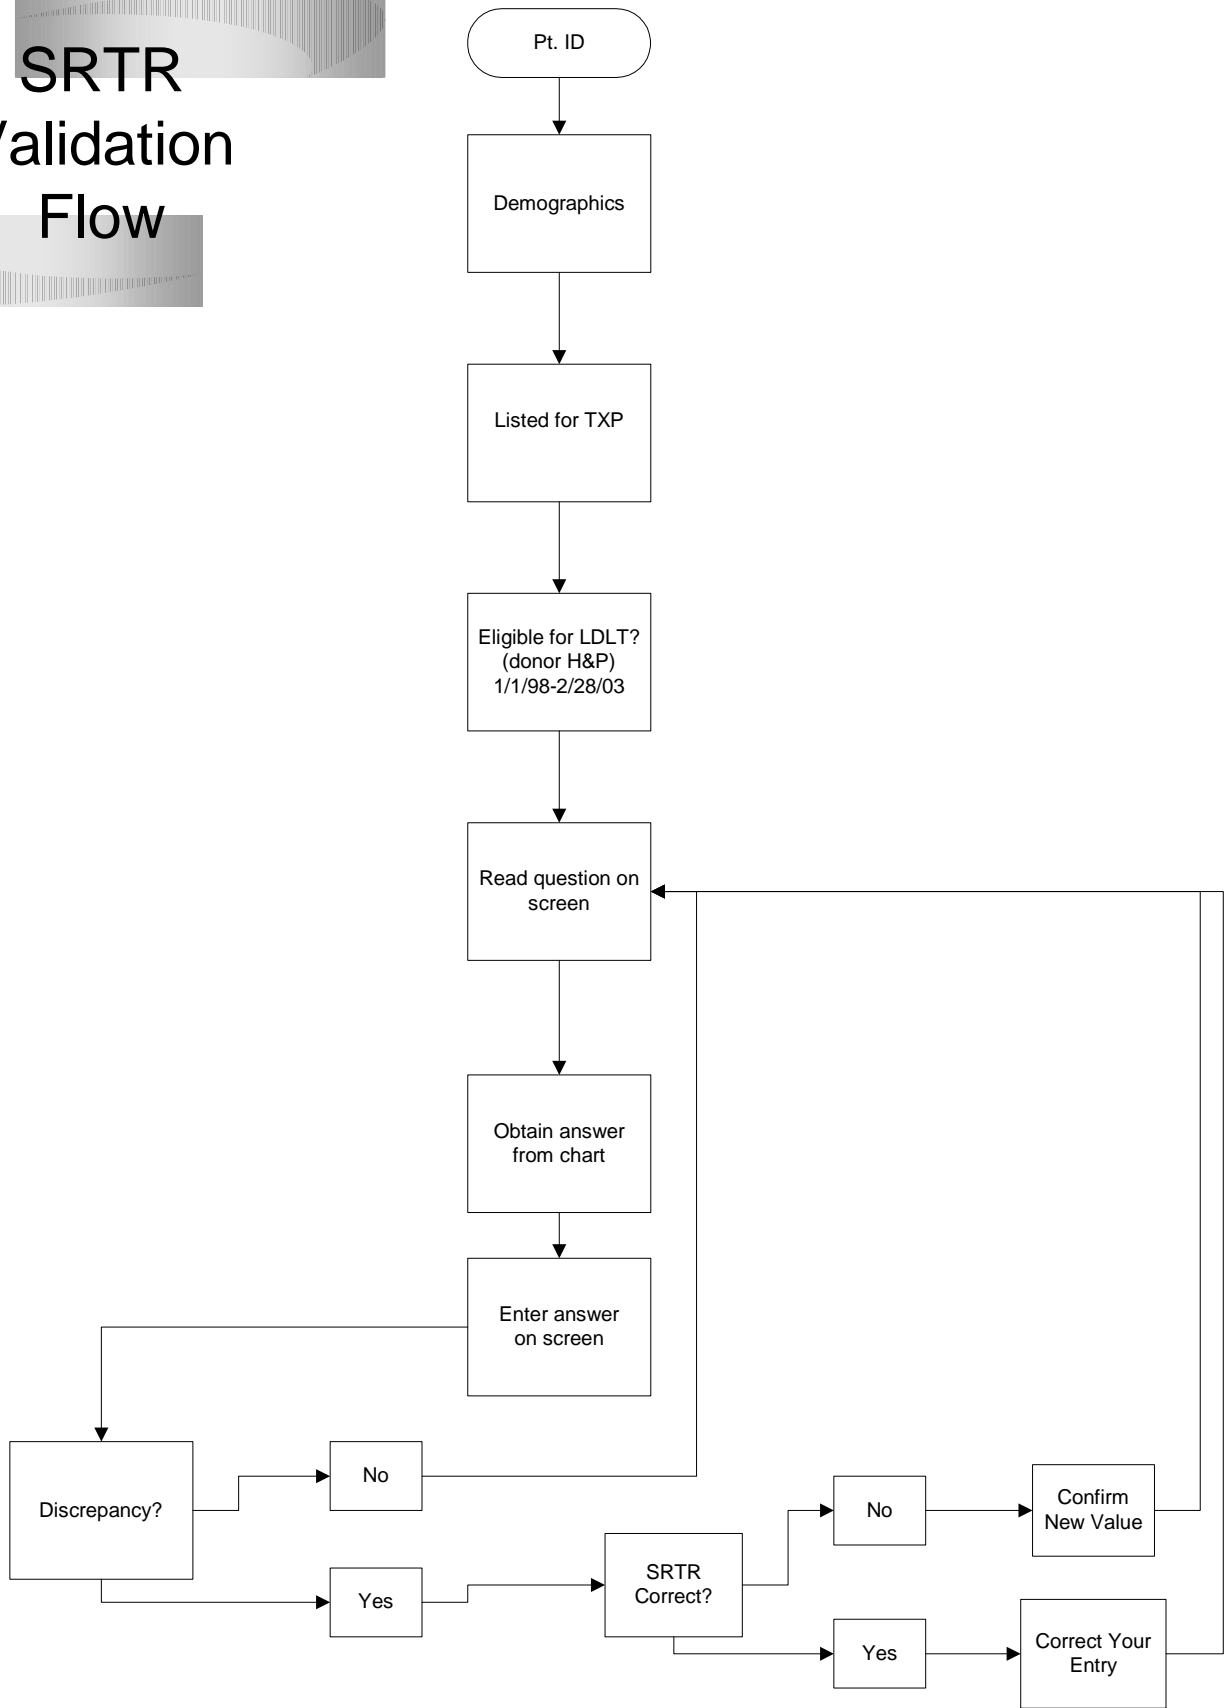 SRTR
Validation
Flow
Pt. ID
Demographics
Listed for TXP
Eligible for LDLT?
(donor H&P)
1/1/98-2/28/03
Read question on
screen
Obtain answer
from chart
Enter answer
on screen
Discrepancy?
No
Yes
SRTR
Correct?
No
Confirm
New Value
Yes
Correct Your
Entry